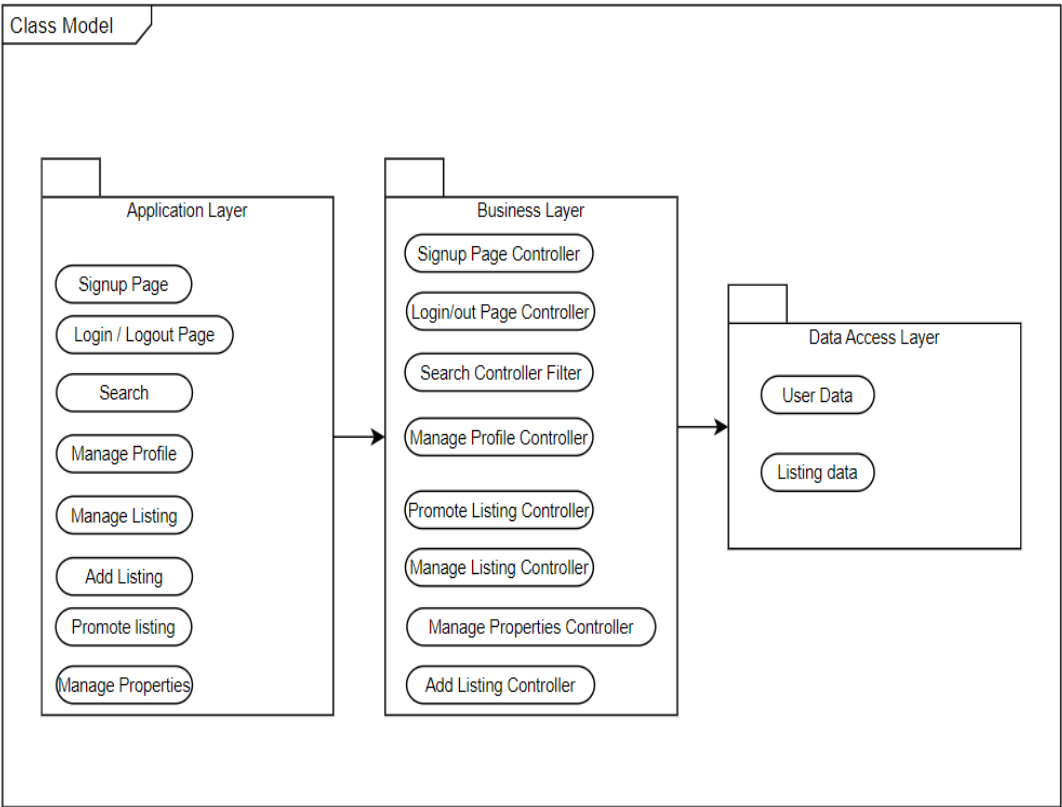 Class Model
Application Layer
Signup Page
Login / Logout Page
Search
Manage Profile
Manage Listing
Add Listing
Promote listing
Manage Properties
Business Layer
Signup Page Controller
Login/out Page Controller
Search Controller Filter
Manage Profile Controller
Promote Listing Controller
Manage Listing Controller
Manage Properties Controller
Add Listing Controller
Data Access Layer
User Data
Listing data